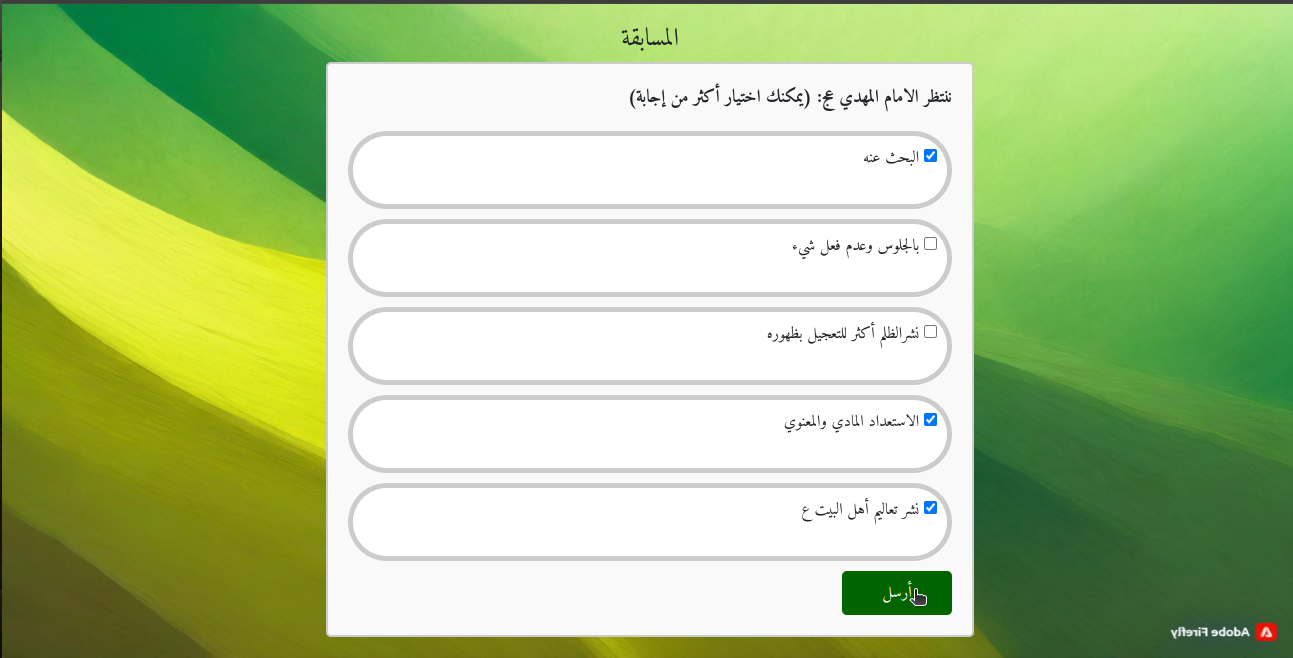 المسابقة
ننتظر الامام المهدي عج: (يمكنك اختيار أكثر من إجابة)
البحث عنه
بالجلوس وعدم فعل شيء
نشرالظلم أكثر للتعجيل بظهوره
الاستعداد المادي والمعنوي
نشر تعاليم أهل البيت ع
أرسل
Adobe Firefly